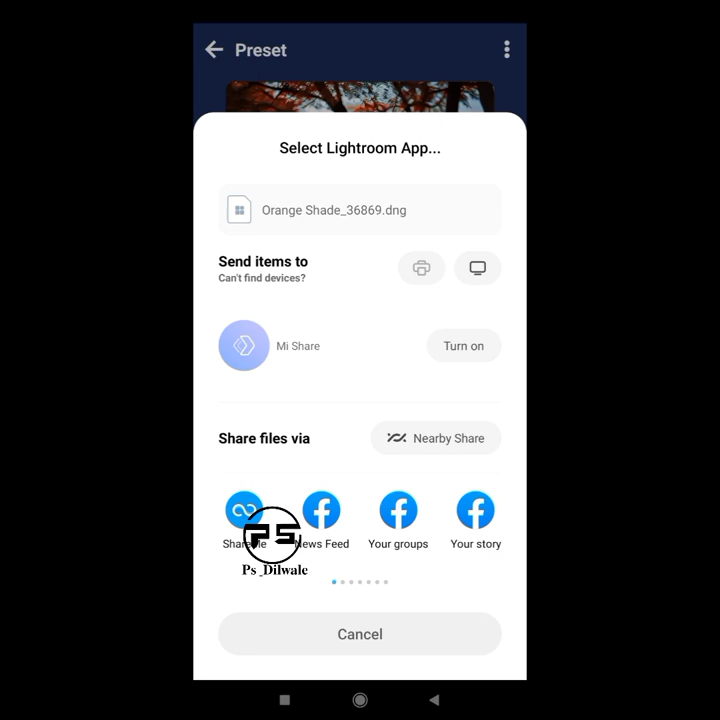 Preset
Select Lightroom App...
Orange Shade_36869.dng
Send items to
Can't find devices?
Mi Share
Turn on
Share files via
Nearby Share
News Feed
Your groups
Your story
PS
Ps_Dilwale
Cancel